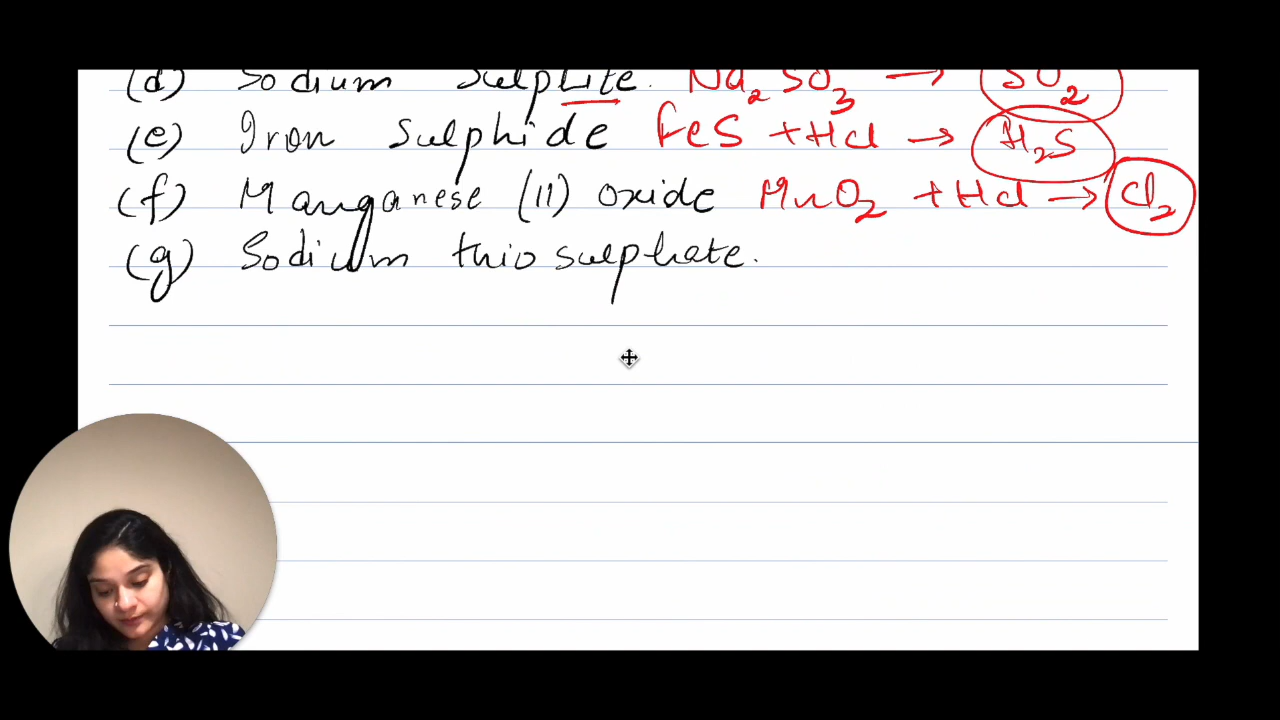 (d) Sodium Sulphite. Na2SO3 → SO2
(e) Iron Sulphide FeS + HCl → H2S
(f) Manganese (II) oxide MnO2 + HCl → Cl2
(g) Sodium thiosulphate.